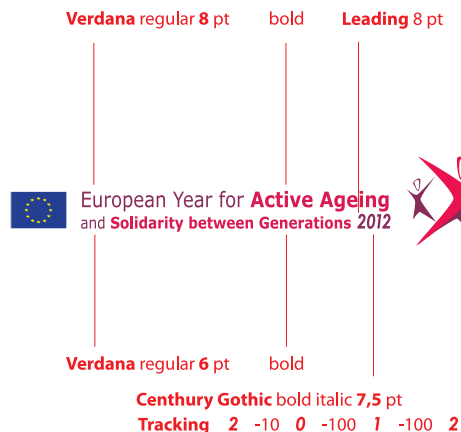 Verdana regular 8 pt bold Leading 8 pt
European Year for Active Ageing
and Solidarity between Generations 2012
Verdana regular 6 pt bold
Centhury Gothic bold italic 7,5 pt
Tracking 2 -10 0 -100 1 -100 2